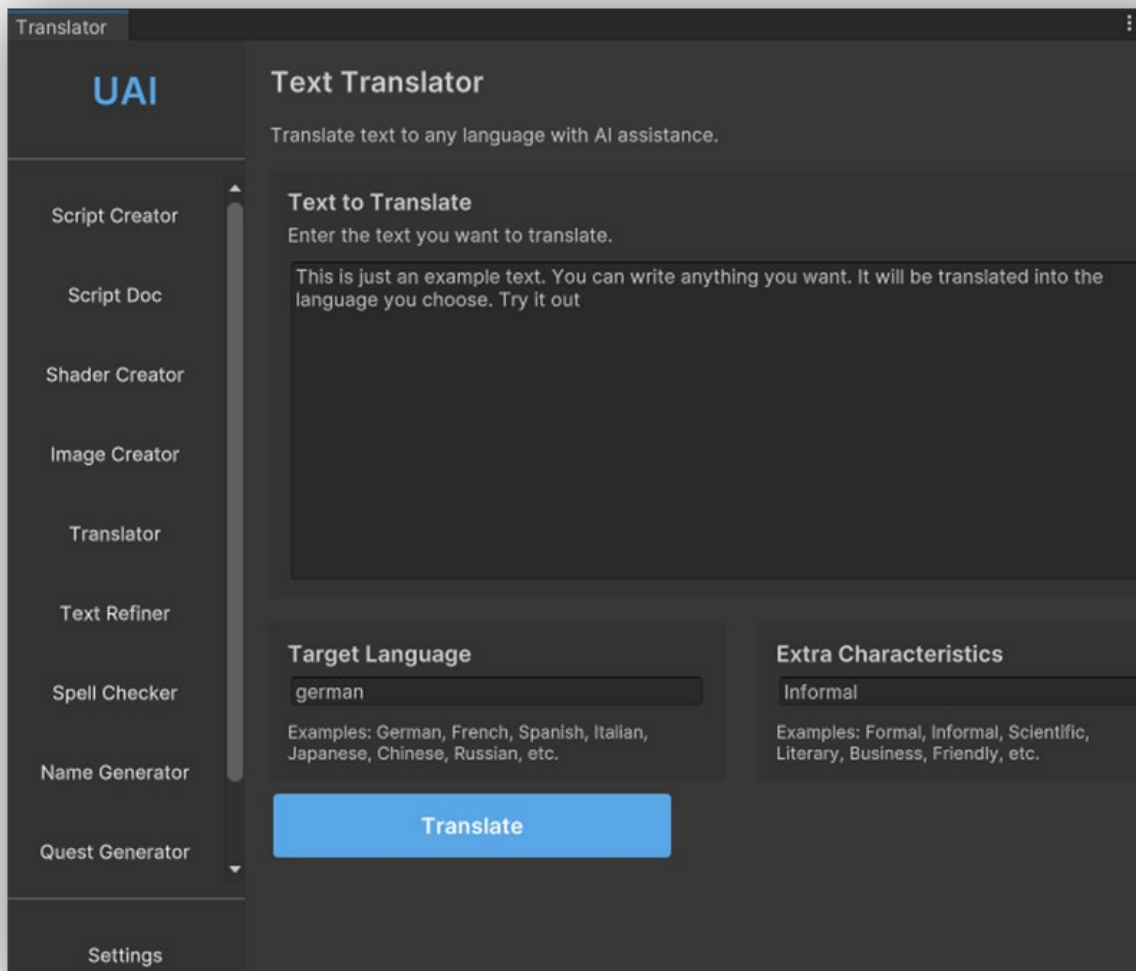 Translator
UAI
Script Creator
Script Doc
Shader Creator
Image Creator
Translator
Text Refiner
Spell Checker
Name Generator
Quest Generator
Settings
Text Translator
Translate text to any language with AI assistance.
Text to Translate
Enter the text you want to translate.
This is just an example text. You can write anything you want. It will be translated into the
language you choose. Try it out
Target Language
german
Examples: German, French, Spanish, Italian,
Japanese, Chinese, Russian, etc.
Extra Characteristics
Informal
Examples: Formal, Informal, Scientific,
Literary, Business, Friendly, etc.
Translate